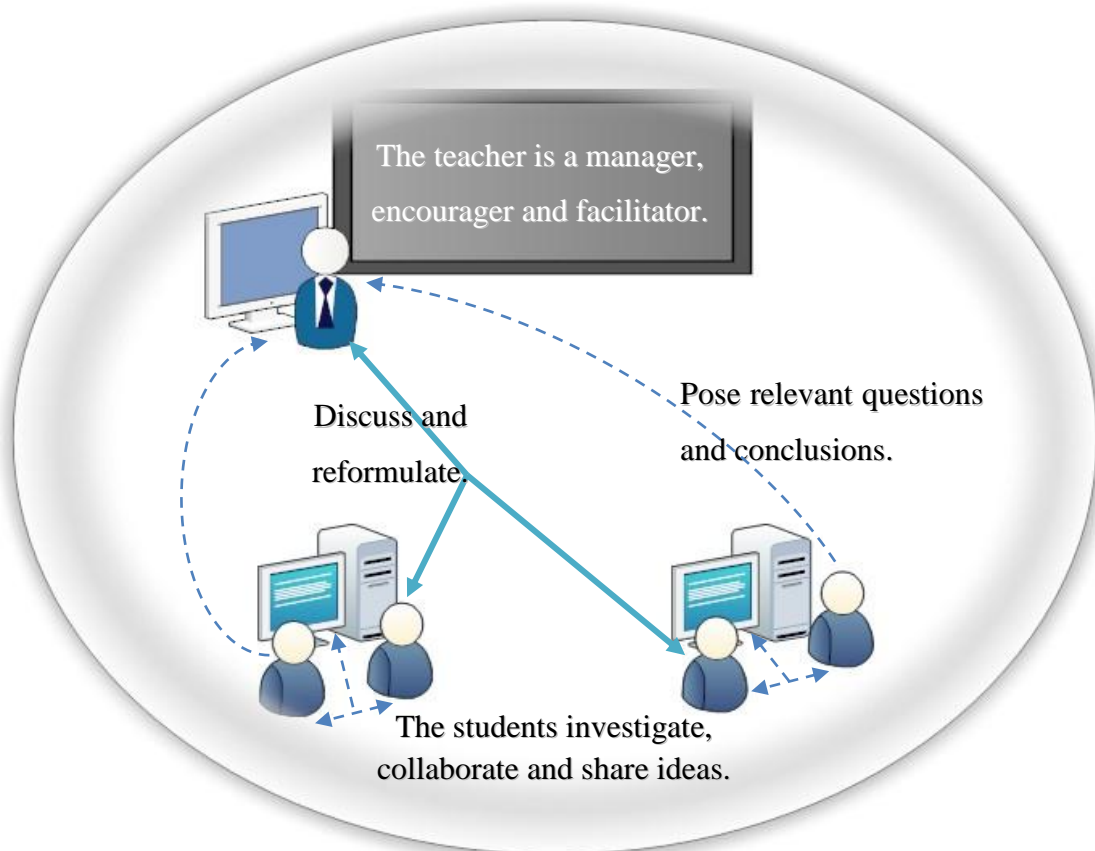 The teacher is a manager,
encourager and facilitator.
Discuss and
reformulate.
Pose relevant questions
and conclusions.
The students investigate,
collaborate and share ideas.